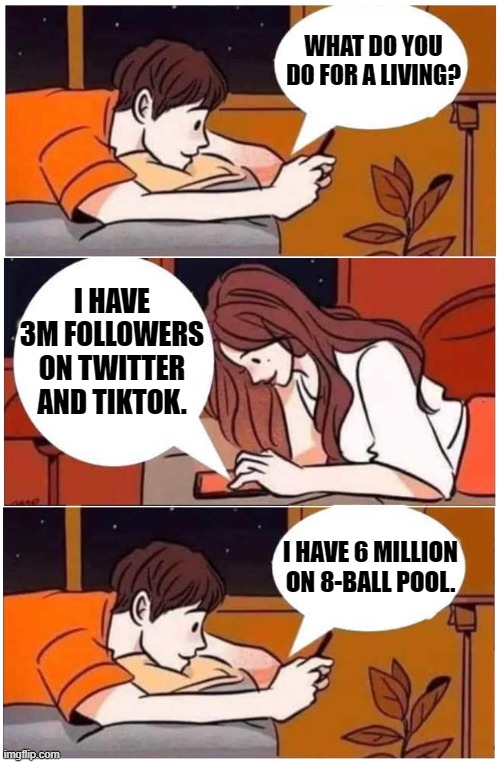 WHAT DO YOU
DO FOR A LIVING?
I HAVE
3M FOLLOWERS
ON TWITTER
AND TIKTOK.
I HAVE 6 MILLION
ON 8-BALL POOL.
imgflip.com